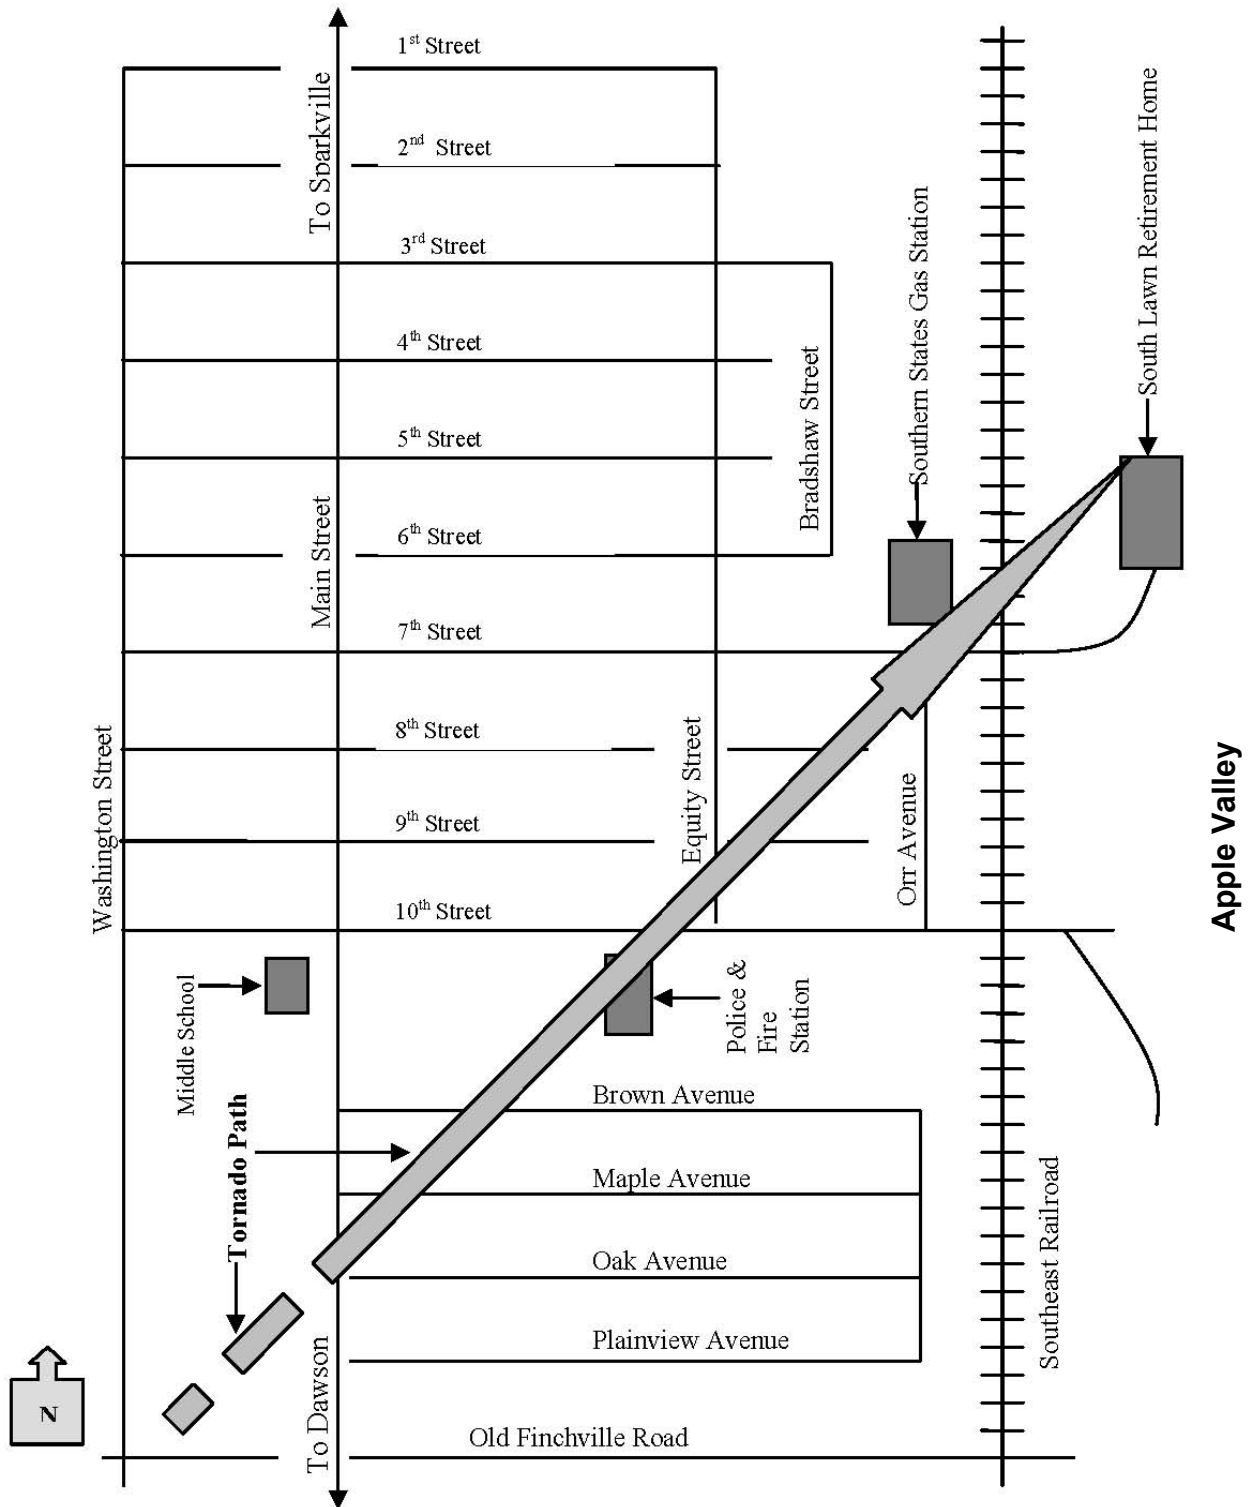 1st Street
To Sparkville
2nd Street
3rd Street
South Lawn Retirement Home
Southern States Gas Station
4th Street
Bradshaw Street
5th Street
Main Street
6th Street
7th Street
Washington Street
8th Street
Equity Street
9th Street
Orr Avenue
10th Street
Apple Valley
Middle School
Police &
Fire
Station
Tornado Path
Brown Avenue
Maple Avenue
Southeast Railroad
Oak Avenue
Plainview Avenue
N
To Dawson
Old Finchville Road